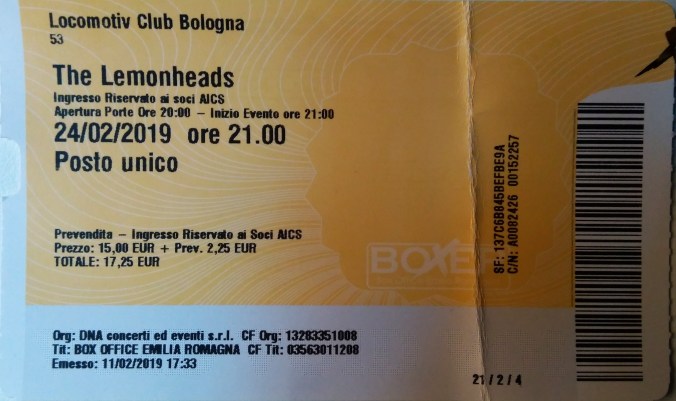 Locomotiv Club Bologna
53
The Lemonheads
Ingresso Riservato ai soci AICS
Apertura Porte Ore 20:00 – Inizio Evento ore 21:00
24/02/2019 ore 21.00
Posto unico
Prevendita – Ingresso Riservato ai Soci AICS
Prezzo: 15,00 EUR + Prev. 2,25 EUR
TOTALE: 17,25 EUR
BOXER
Org: DNA concerti ed eventi s.r.l. CF Org: 13283351008
Tit: BOX OFFICE EMILIA ROMAGNA CF Tit: 03563011208
Emesso: 11/02/2019 17:33
21/2/4
SF: 137C6B845BEFBE9A
C/N: A0082426 00152257